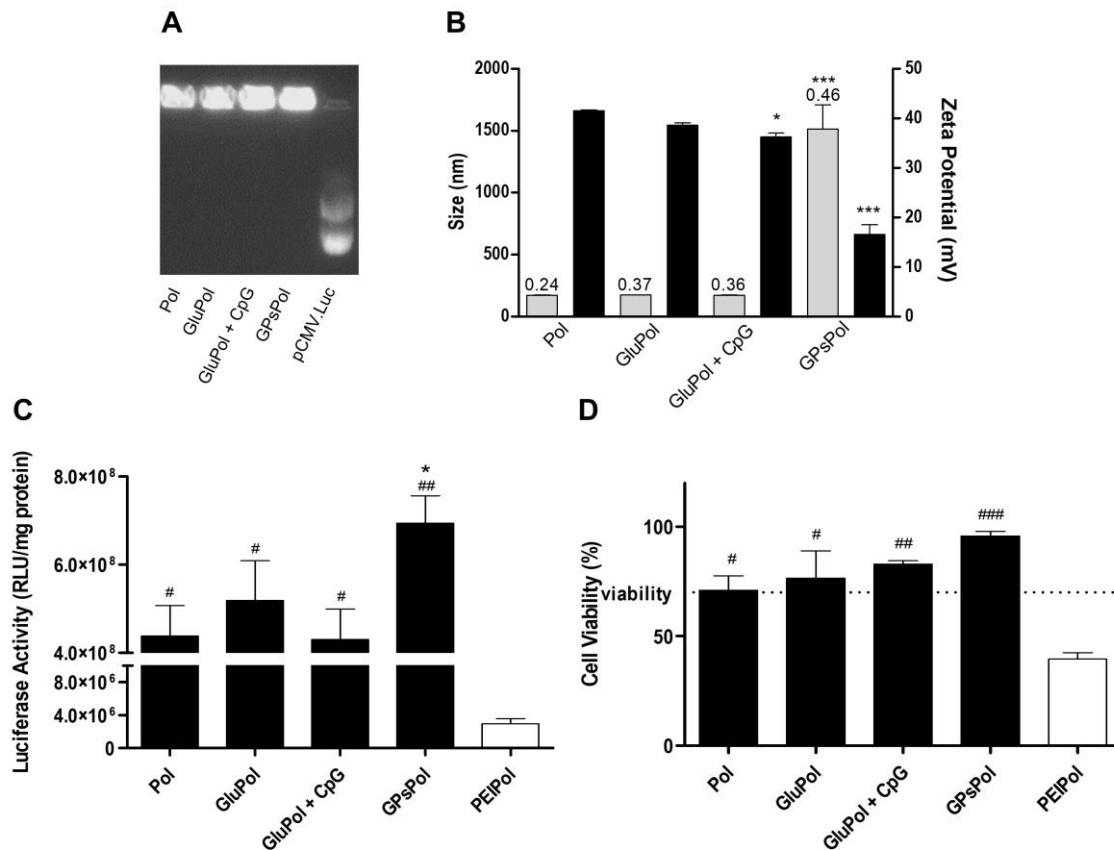 A
Pol
GluPol
GluPol + CpG
GPsPol
pCMV.Luc
B
Size (nm)
2000
1500
1000
500
0
0.24
0.37
0.36
*
***
0.46
***
50
40
30
20
10
0
Zeta Potential (mV)
Pol
GluPol
GluPol + CpG
GPsPol
C
Luciferase Activity (RLU/mg protein)
8.0×10⁸
6.0×10⁸
4.0×10⁸
8.0×10⁶
4.0×10⁶
0
#
#
#
*
##
Pol
GluPol
GluPol + CpG
GPsPol
PEIPol
D
Cell Viability (%)
100
viability
50
0
#
#
##
###
Pol
GluPol
GluPol + CpG
GPsPol
PEIPol